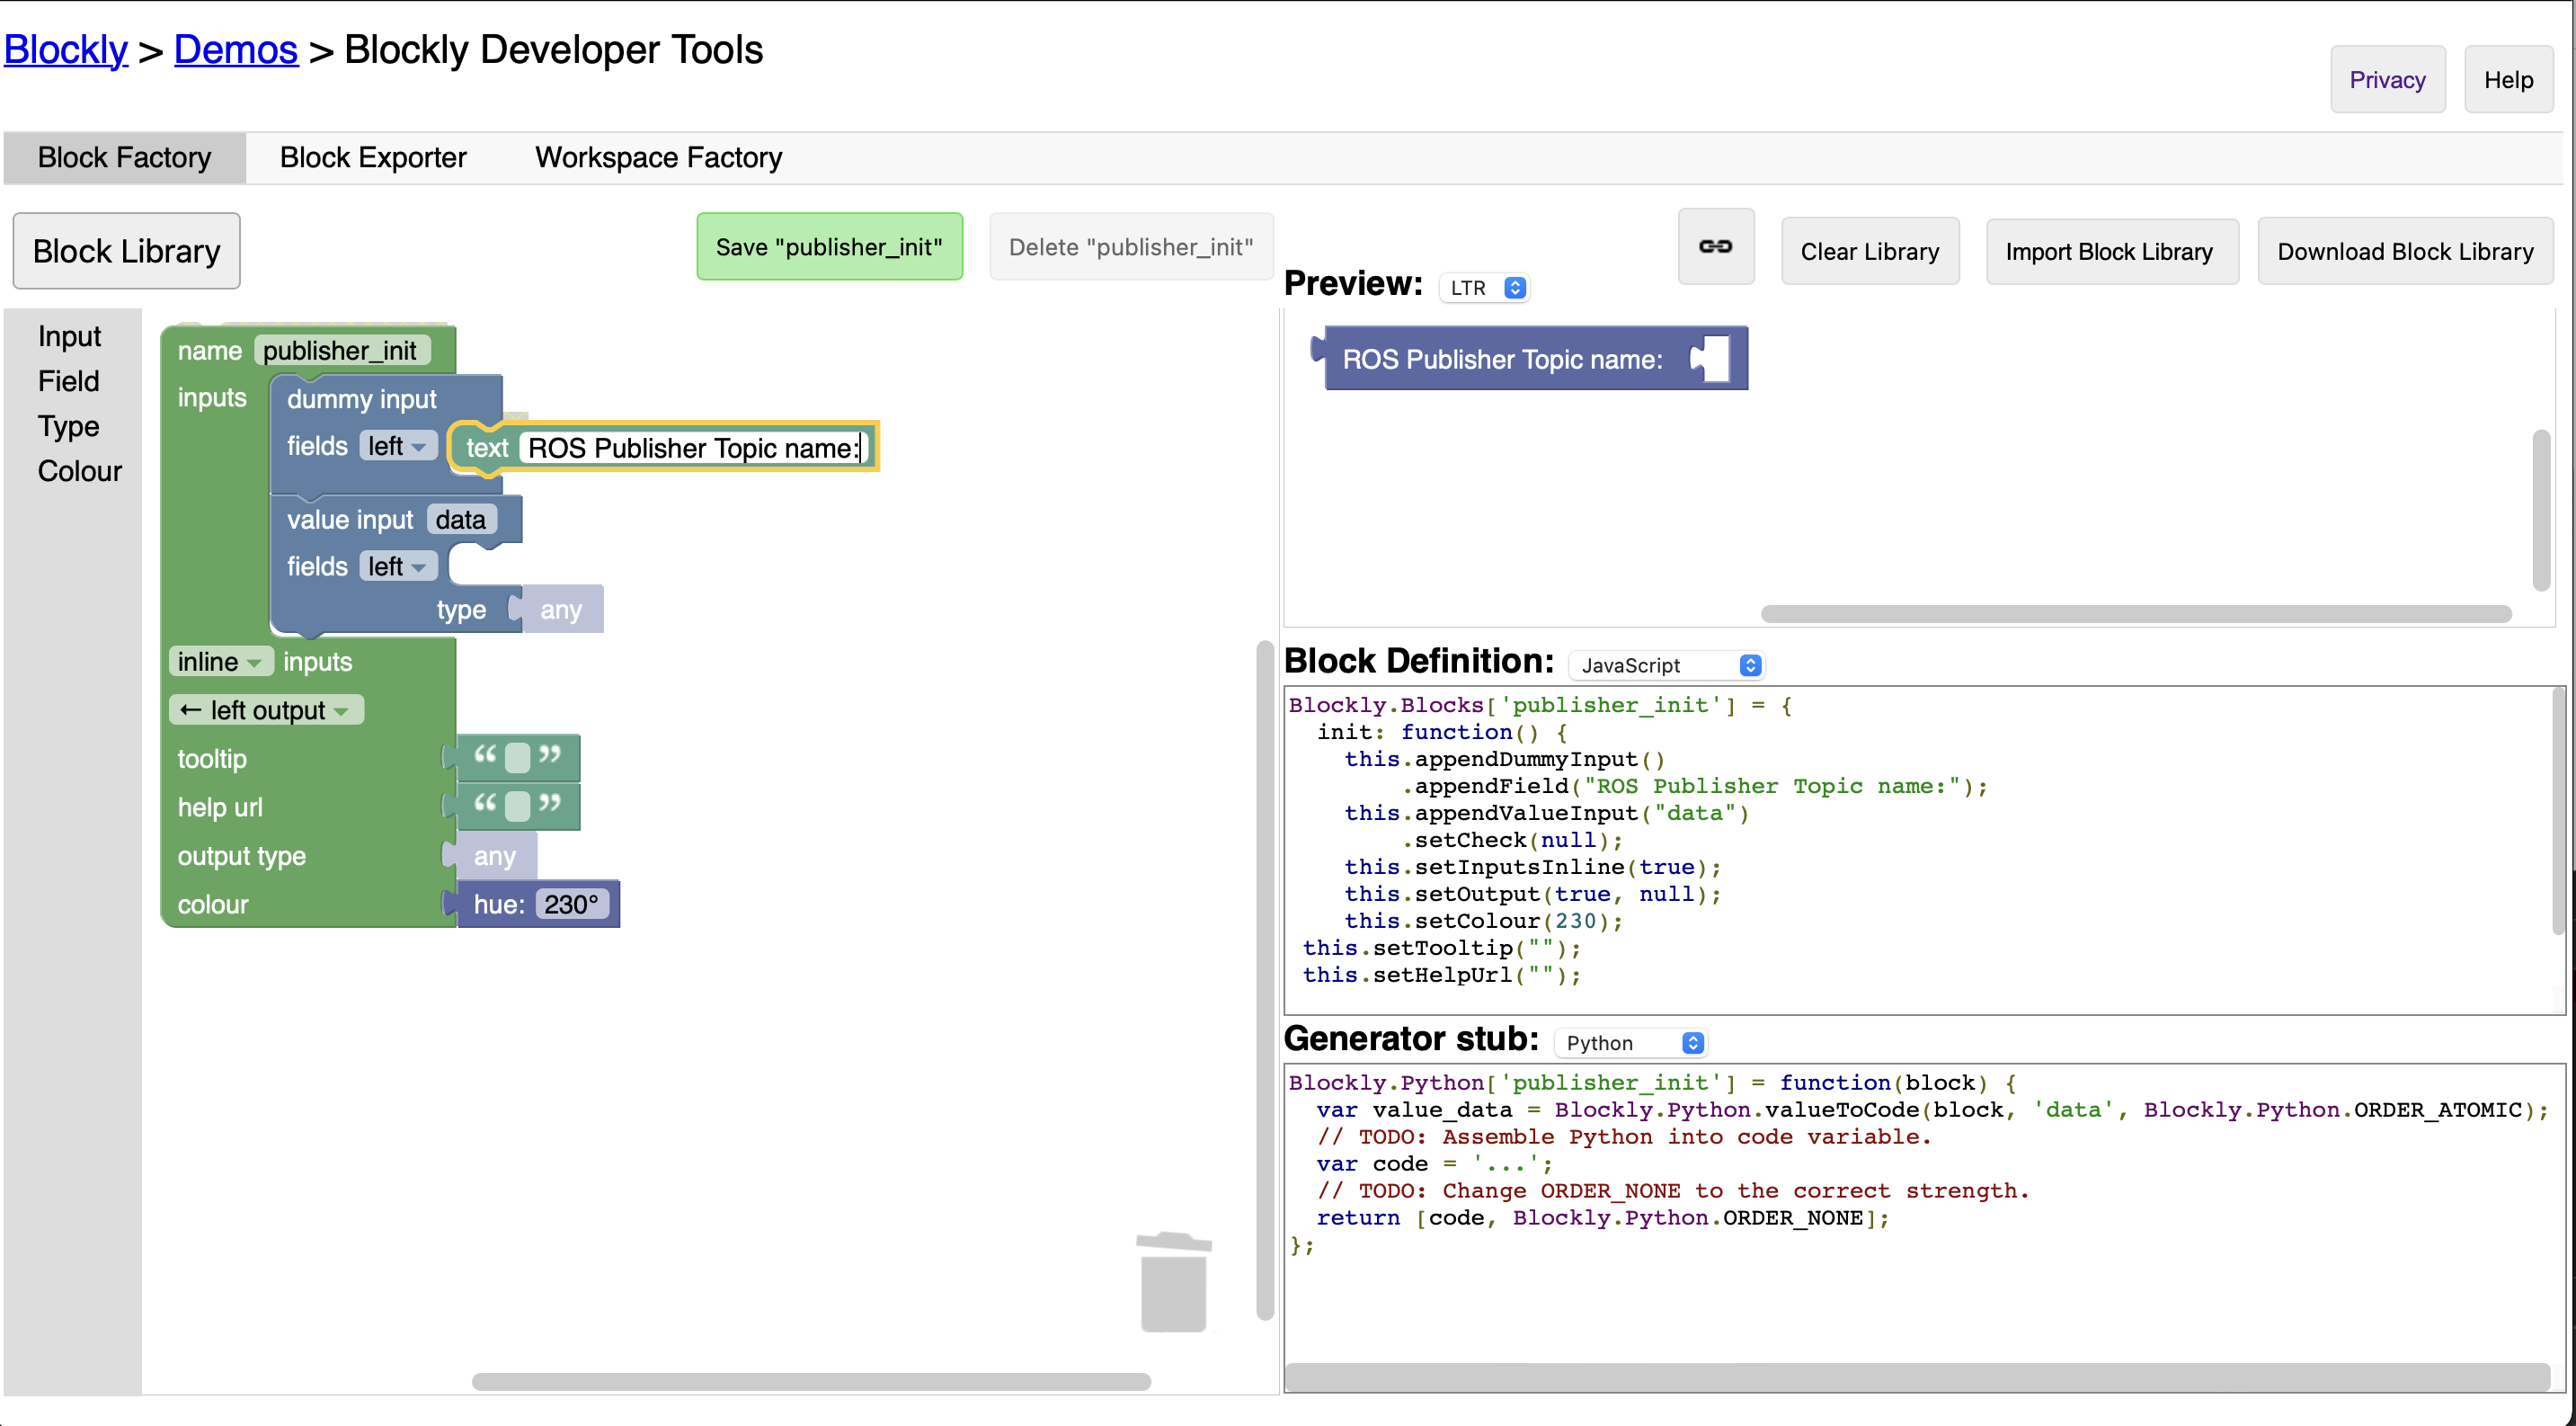 Blockly > Demos > Blockly Developer Tools
Privacy
Help
Block Factory
Block Exporter
Workspace Factory
Block Library
Save "publisher_init"
Delete "publisher_init"
Clear Library
Import Block Library
Download Block Library
Input
Field
Type
Colour
name publisher_init
inputs
dummy input
fields left
text ROS Publisher Topic name:
value input data
fields left
type any
inline inputs
← left output
tooltip “ ”
help url “ ”
output type any
colour hue: 230°
Preview: LTR
ROS Publisher Topic name:
Block Definition: JavaScript
Blockly.Blocks['publisher_init'] = {
  init: function() {
    this.appendDummyInput()
        .appendField("ROS Publisher Topic name:");
    this.appendValueInput("data")
        .setCheck(null);
    this.setInputsInline(true);
    this.setOutput(true, null);
    this.setColour(230);
 this.setTooltip("");
 this.setHelpUrl("");
Generator stub: Python
Blockly.Python['publisher_init'] = function(block) {
  var value_data = Blockly.Python.valueToCode(block, 'data', Blockly.Python.ORDER_ATOMIC);
  // TODO: Assemble Python into code variable.
  var code = '...';
  // TODO: Change ORDER_NONE to the correct strength.
  return [code, Blockly.Python.ORDER_NONE];
};